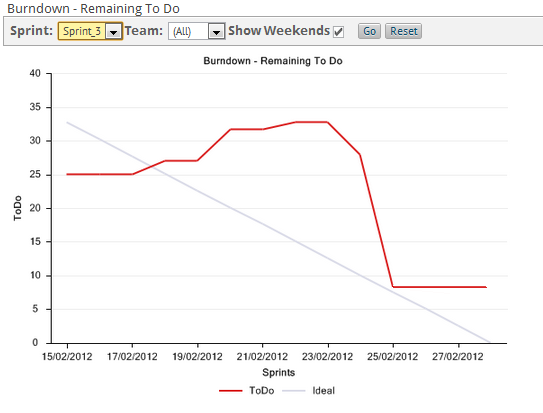 Burndown - Remaining To Do
Sprint: Sprint_3 Team: (All) Show Weekends Go Reset
Burndown - Remaining To Do
40
35
30
25
20
15
10
5
0
ToDo
15/02/2012 17/02/2012 19/02/2012 21/02/2012 23/02/2012 25/02/2012 27/02/2012
Sprints
ToDo Ideal